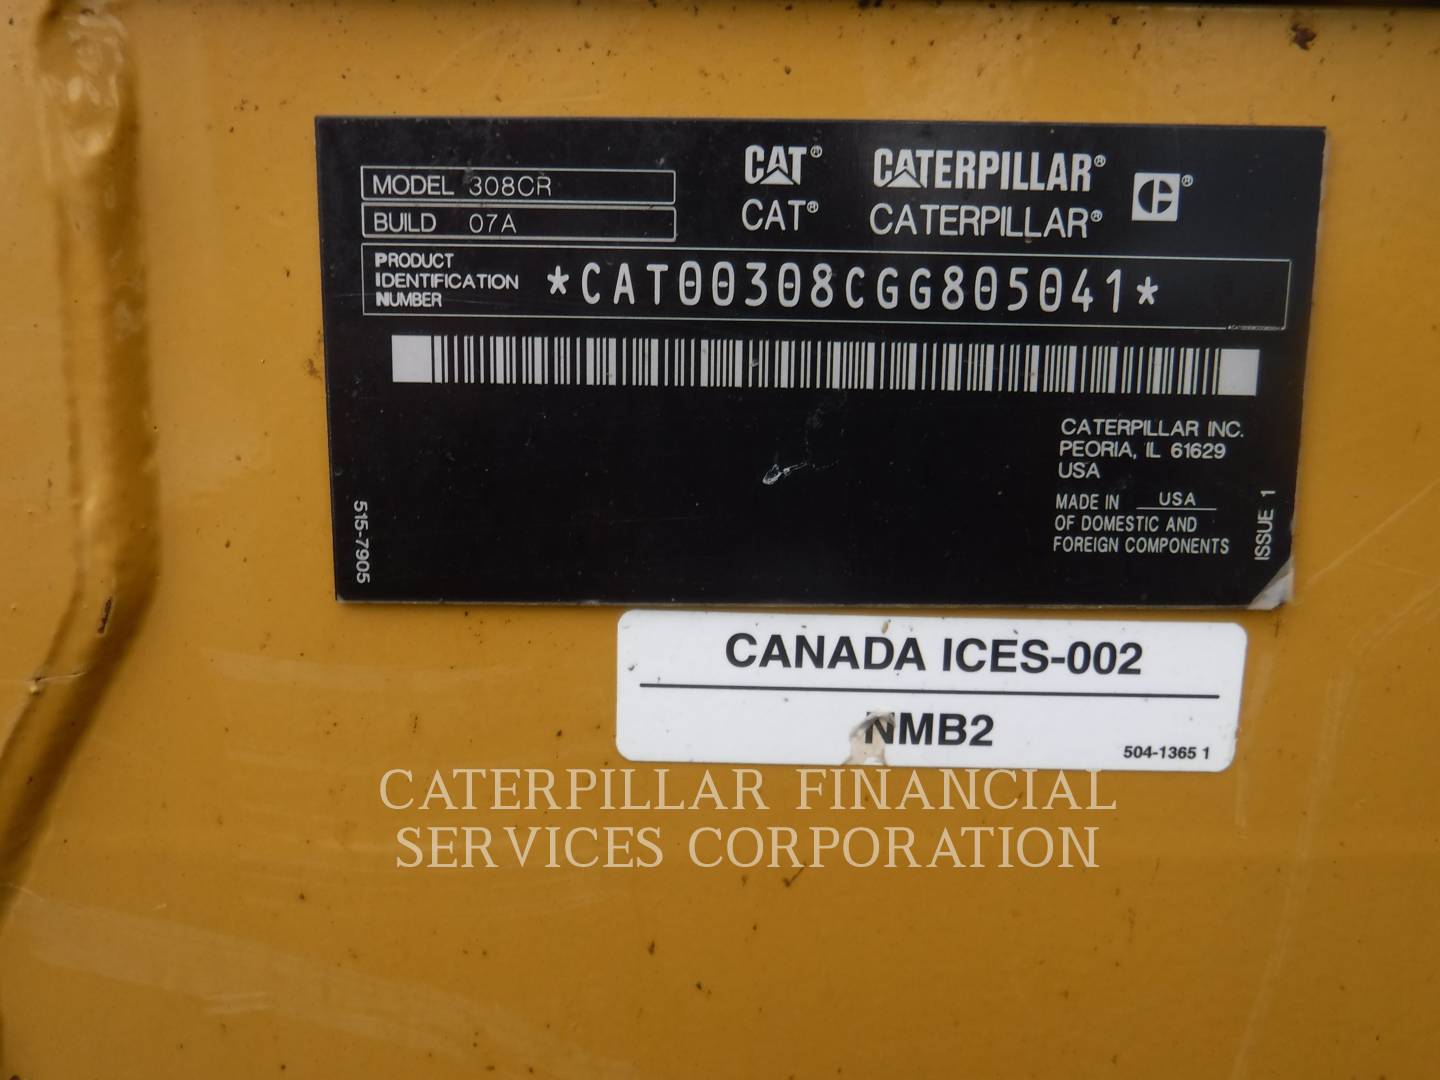 MODEL 308CR
BUILD 07A
CAT® CATERPILLAR® ®
CAT® CATERPILLAR®
PRODUCT
IDENTIFICATION
NUMBER
*CAT00308CGG805041*
CATERPILLAR INC.
PEORIA, IL 61629
USA
MADE IN USA
OF DOMESTIC AND
FOREIGN COMPONENTS
515-7905
ISSUE 1
CANADA ICES-002
NMB2
504-1365 1
CATERPILLAR FINANCIAL
SERVICES CORPORATION